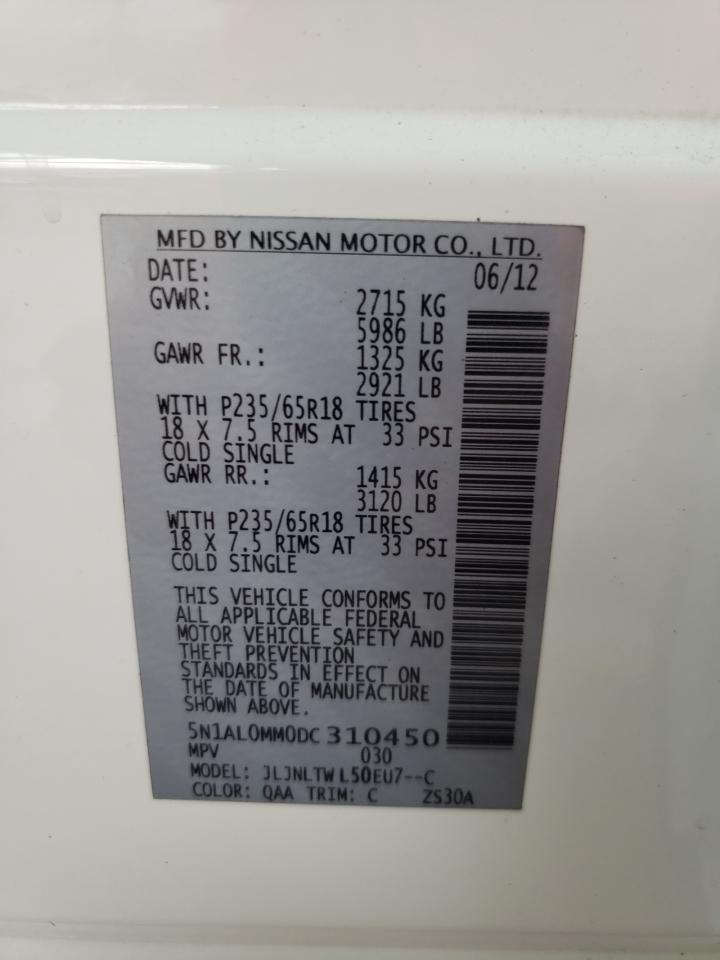 MFD BY NISSAN MOTOR CO., LTD.
DATE: 06/12
GVWR: 2715 KG
5986 LB
GAWR FR.: 1325 KG
2921 LB
WITH P235/65R18 TIRES
18 X 7.5 RIMS AT 33 PSI
COLD SINGLE
GAWR RR.: 1415 KG
3120 LB
WITH P235/65R18 TIRES
18 X 7.5 RIMS AT 33 PSI
COLD SINGLE
THIS VEHICLE CONFORMS TO
ALL APPLICABLE FEDERAL
MOTOR VEHICLE SAFETY AND
THEFT PREVENTION
STANDARDS IN EFFECT ON
THE DATE OF MANUFACTURE
SHOWN ABOVE.
5N1AL0MM0DC 310450
MPV 030
MODEL: JLJNLTW L50EU7--C
COLOR: QAA TRIM: C ZS30A